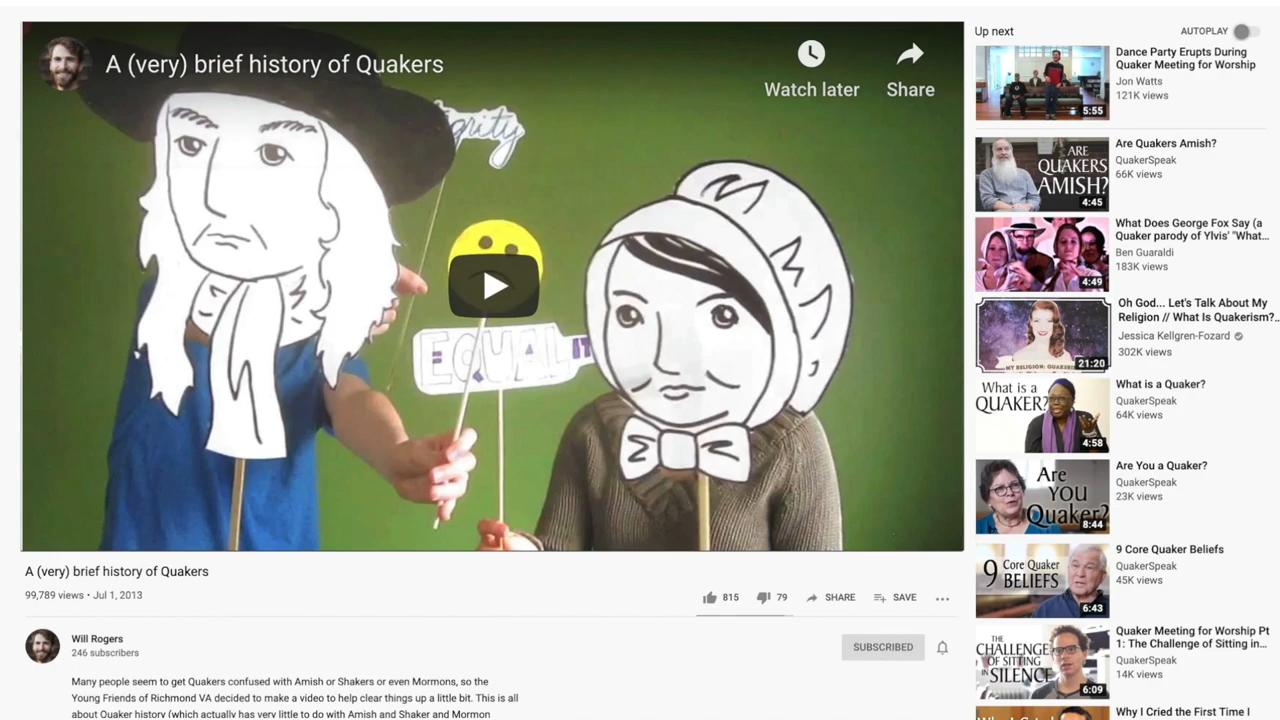 A (very) brief history of Quakers
Watch later
Share
grity
EQUAL
IT
A (very) brief history of Quakers
99,789 views • Jul 1, 2013
815
79
SHARE
SAVE
Will Rogers
246 subscribers
SUBSCRIBED
Many people seem to get Quakers confused with Amish or Shakers or even Mormons, so the
Young Friends of Richmond VA decided to make a video to help clear things up a little bit. This is all
about Quaker history (which actually has very little to do with Amish and Shaker and Mormon
Up next
AUTOPLAY
5:55
Dance Party Erupts During
Quaker Meeting for Worship
Jon Watts
121K views
ARE
QUAKERS
AMISH?
4:45
Are Quakers Amish?
QuakerSpeak
66K views
4:49
What Does George Fox Say (a
Quaker parody of Ylvis' "What...
Ben Guaraldi
183K views
MY RELIGION: QUAKERISM
21:20
Oh God... Let's Talk About My
Religion // What Is Quakerism?...
Jessica Kellgren-Fozard
302K views
What is a
QUAKER?
4:58
What is a Quaker?
QuakerSpeak
64K views
Are
YOU
Quaker?
8:44
Are You a Quaker?
QuakerSpeak
23K views
9 Core Quaker
BELIEFS
6:43
9 Core Quaker Beliefs
QuakerSpeak
45K views
THE
CHALLENGE
OF SITTING
IN SILENCE
6:09
Quaker Meeting for Worship Pt
1: The Challenge of Sitting in...
QuakerSpeak
14K views
Why I Cried the First Time I